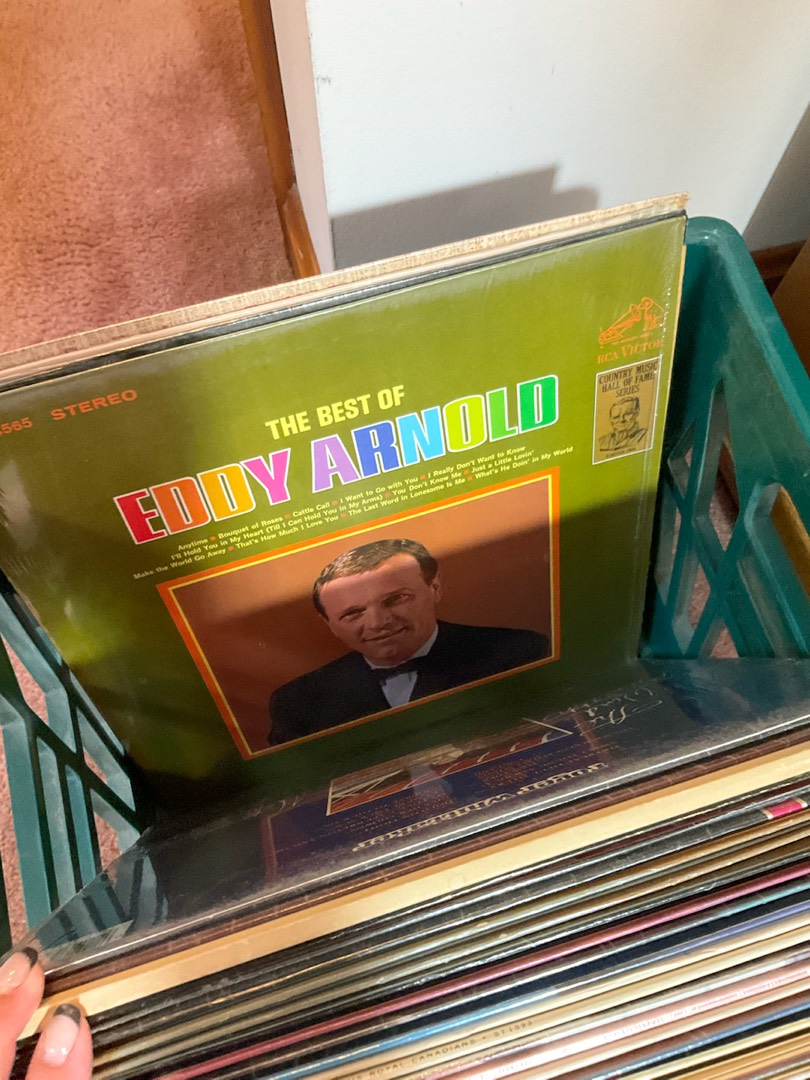 565 STEREO
THE BEST OF
EDDY ARNOLD
Anytime ■ Bouquet of Roses ■ Cattle Call ■ I Want to Go with You ■ I Really Don't Want to Know
I'll Hold You in My Heart (Till I Can Hold You in My Arms) ■ You Don't Know Me ■ Just a Little Lovin'
Make the World Go Away ■ That's How Much I Love You ■ The Last Word in Lonesome Is Me ■ What's He Doin' in My World
RCA VICTOR
COUNTRY MUSIC
HALL OF FAME
SERIES
Roger Whittaker
ROYAL CANADIANS •